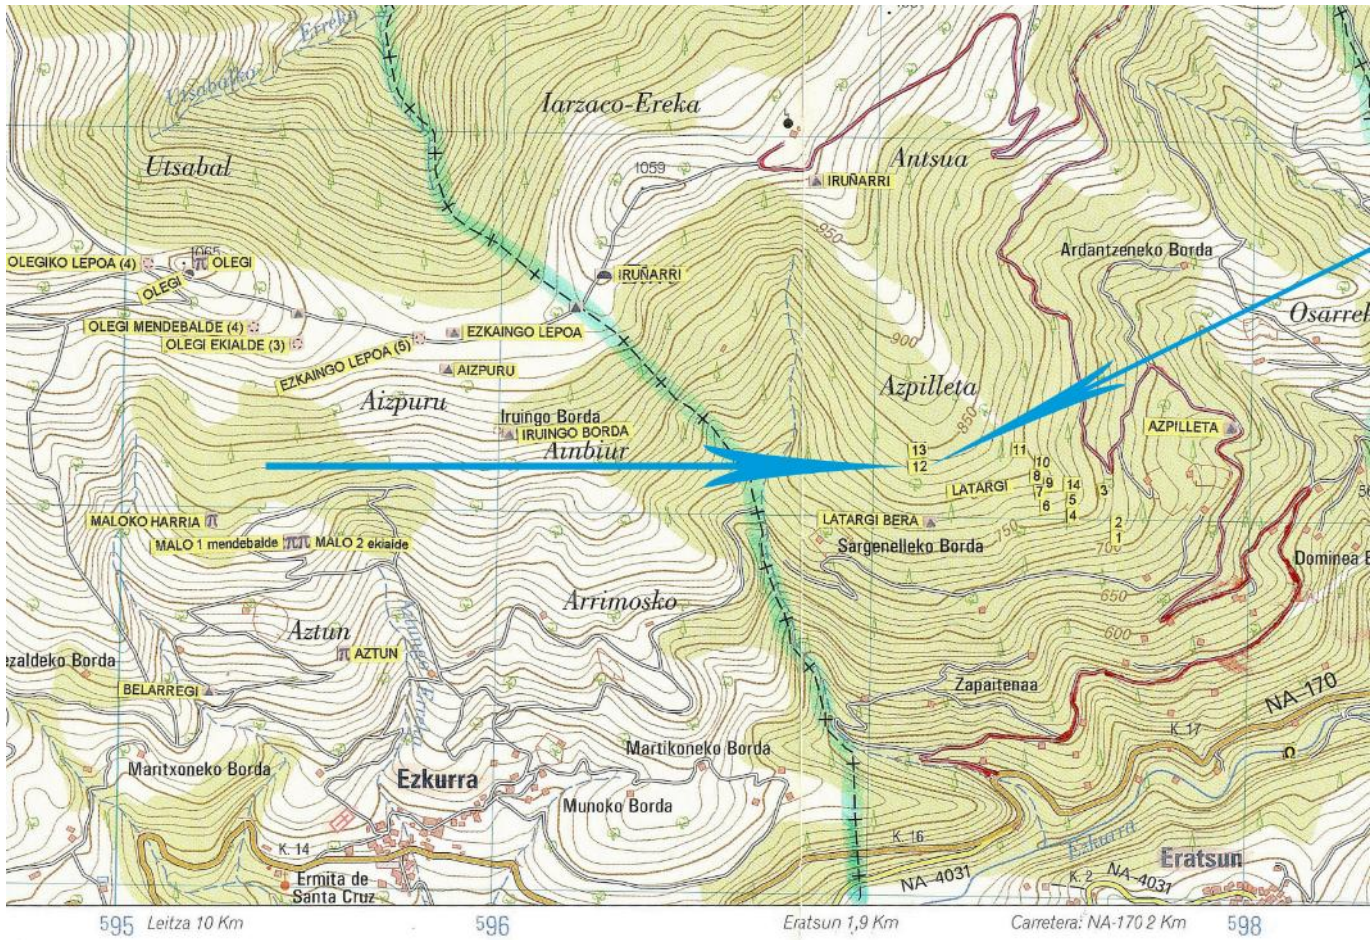 Erreka
Utsabalko
Iarzaco-Ereka
Utsabal
Antsua
1059
IRUÑARRI
950
Ardantzeneko Borda
OLEGIKO LEPOA (4)
1065
OLEGI
OLEGI
IRUÑARRI
OLEGI MENDEBALDE (4)
OLEGI EKIALDE (3)
EZKAINGO LEPOA (5)
EZKAINGO LEPOA
900
AIZPURU
Azpilleta
Aizpuru
850
Iruingo Borda
IRUINGO BORDA
Ainbiur
AZPILLETA
13
12
11
10
8
9
7
6
14
5
4
3
2
1
LATARGI
MALOKO HARRIA
LATARGI BERA
750
700
MALO 1 mendebalde
MALO 2 ekialde
Sargenelleko Borda
650
Arrimosko
600
Aztun
AZTUN
ezaldeko Borda
BELARREGI
Zapaitenaa
NA-170
K. 17
Maritxoneko Borda
Martikoneko Borda
Ezkurra
Munoko Borda
K. 14
K. 16
Ezkurra
Eratsun
NA-4031
K. 2
NA-4031
Ermita de
Santa Cruz
595
Leitza 10 Km
596
Eratsun 1,9 Km
Carretera: NA-170 2 Km
598